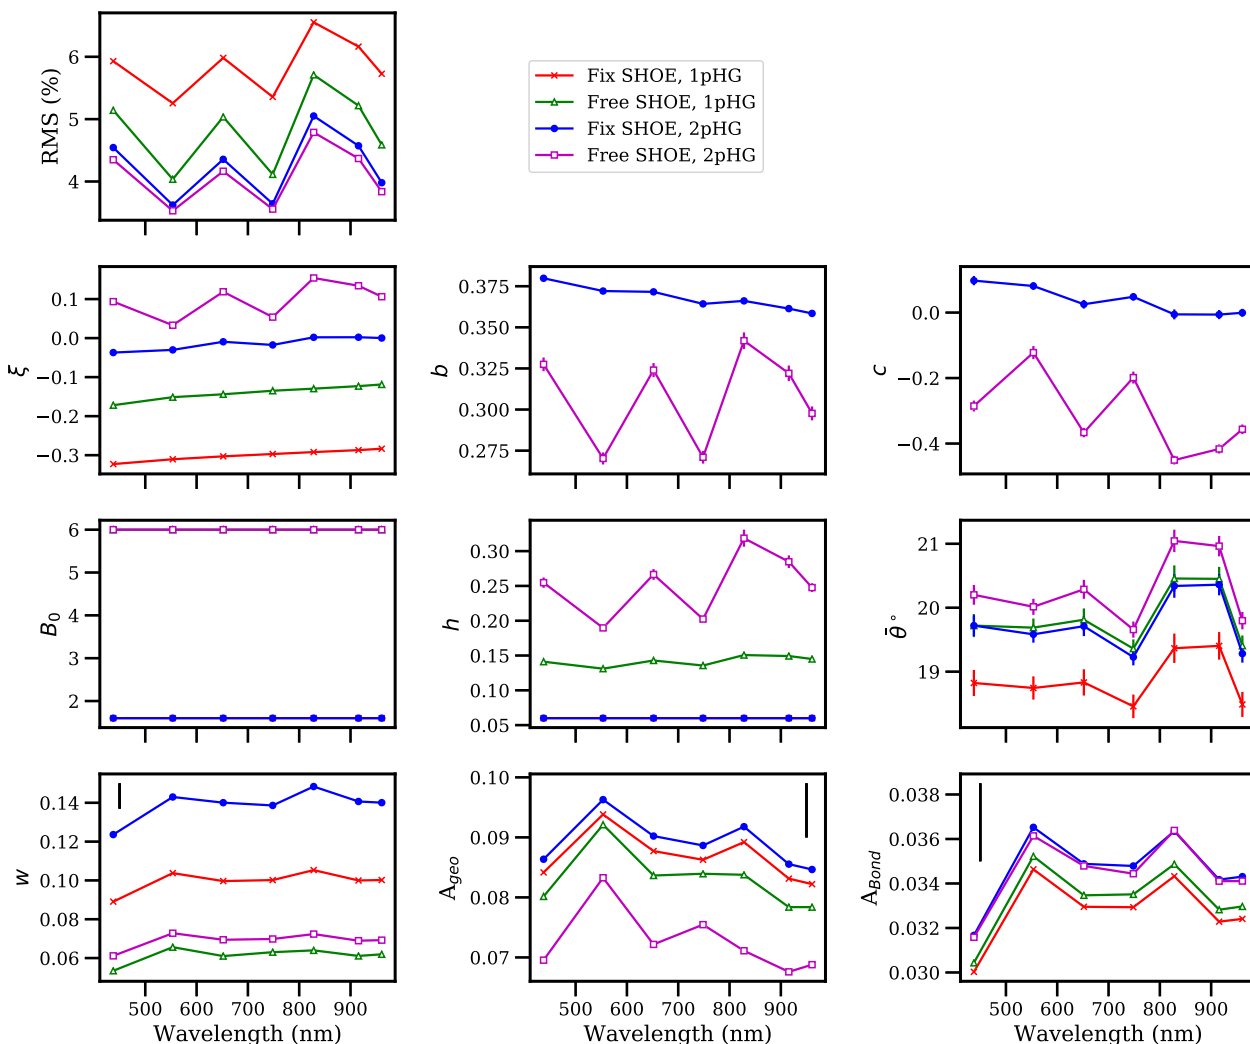 RMS (%)
6
5
4
Fix SHOE, 1pHG
Free SHOE, 1pHG
Fix SHOE, 2pHG
Free SHOE, 2pHG
ξ
0.1
0.0
−0.1
−0.2
−0.3
b
0.375
0.350
0.325
0.300
0.275
c
0.0
−0.2
−0.4
B₀
6
5
4
3
2
h
0.30
0.25
0.20
0.15
0.10
0.05
θ̄°
21
20
19
w
0.14
0.12
0.10
0.08
0.06
500 600 700 800 900
Wavelength (nm)
A_geo
0.10
0.09
0.08
0.07
500 600 700 800 900
Wavelength (nm)
A_Bond
0.038
0.036
0.034
0.032
0.030
500 600 700 800 900
Wavelength (nm)